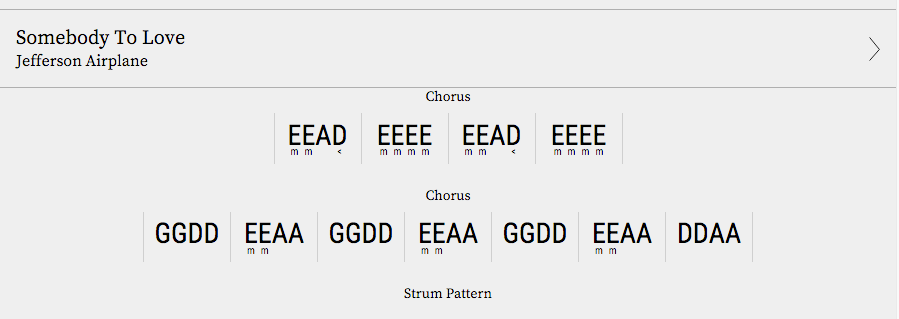 Somebody To Love
Jefferson Airplane
Chorus
EEAD EEEE EEAD EEEE
m m < m m m m m m < m m m m
Chorus
GGDD EEAA GGDD EEAA GGDD EEAA DDAA
m m m m m m
Strum Pattern